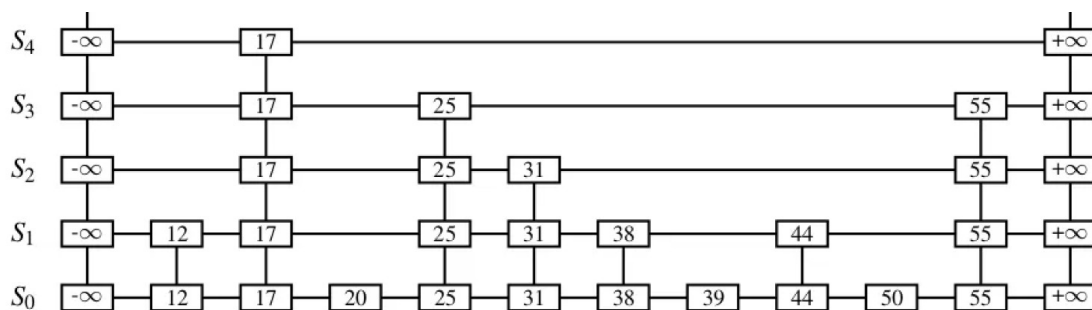 S4 -∞ 17 +∞
S3 -∞ 17 25 55 +∞
S2 -∞ 17 25 31 55 +∞
S1 -∞ 12 17 25 31 38 44 55 +∞
S0 -∞ 12 17 20 25 31 38 39 44 50 55 +∞